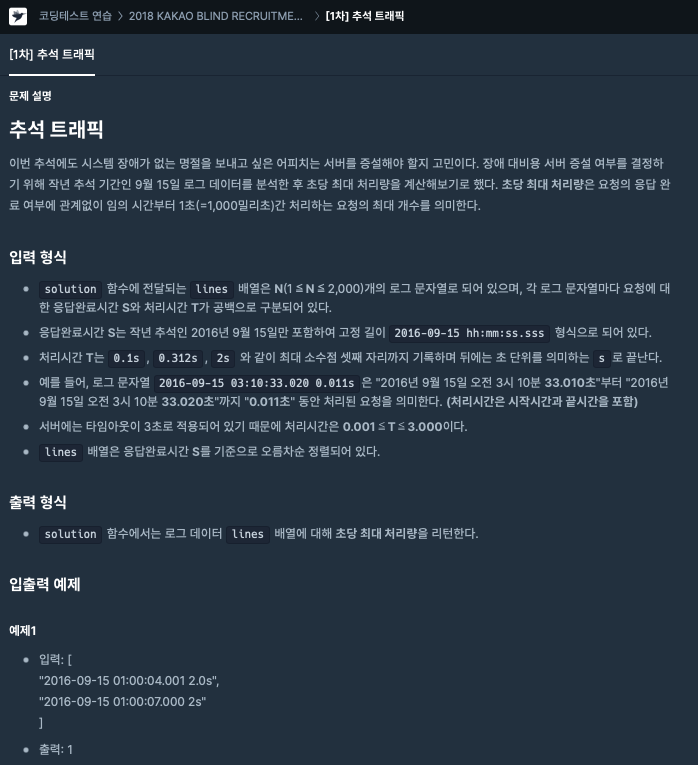 코딩테스트 연습 > 2018 KAKAO BLIND RECRUITME... > [1차] 추석 트래픽
[1차] 추석 트래픽
문제 설명
추석 트래픽
이번 추석에도 시스템 장애가 없는 명절을 보내고 싶은 어피치는 서버를 증설해야 할지 고민이다. 장애 대비용 서버 증설 여부를 결정하
기 위해 작년 추석 기간인 9월 15일 로그 데이터를 분석한 후 초당 최대 처리량을 계산해보기로 했다. 초당 최대 처리량은 요청의 응답 완
료 여부에 관계없이 임의 시간부터 1초(=1,000밀리초)간 처리하는 요청의 최대 개수를 의미한다.
입력 형식
• solution 함수에 전달되는 lines 배열은 N(1 ≦ N ≦ 2,000)개의 로그 문자열로 되어 있으며, 각 로그 문자열마다 요청에 대
한 응답완료시간 S와 처리시간 T가 공백으로 구분되어 있다.
• 응답완료시간 S는 작년 추석인 2016년 9월 15일만 포함하여 고정 길이 2016-09-15 hh:mm:ss.sss 형식으로 되어 있다.
• 처리시간 T는 0.1s, 0.312s, 2s 와 같이 최대 소수점 셋째 자리까지 기록하며 뒤에는 초 단위를 의미하는 s로 끝난다.
• 예를 들어, 로그 문자열 2016-09-15 03:10:33.020 0.011s 은 "2016년 9월 15일 오전 3시 10분 33.010초"부터 "2016년
9월 15일 오전 3시 10분 33.020초"까지 "0.011초" 동안 처리된 요청을 의미한다. (처리시간은 시작시간과 끝시간을 포함)
• 서버에는 타임아웃이 3초로 적용되어 있기 때문에 처리시간은 0.001 ≦ T ≦ 3.000이다.
• lines 배열은 응답완료시간 S를 기준으로 오름차순 정렬되어 있다.
출력 형식
• solution 함수에서는 로그 데이터 lines 배열에 대해 초당 최대 처리량을 리턴한다.
입출력 예제
예제1
• 입력: [
"2016-09-15 01:00:04.001 2.0s",
"2016-09-15 01:00:07.000 2s"
]
• 출력: 1